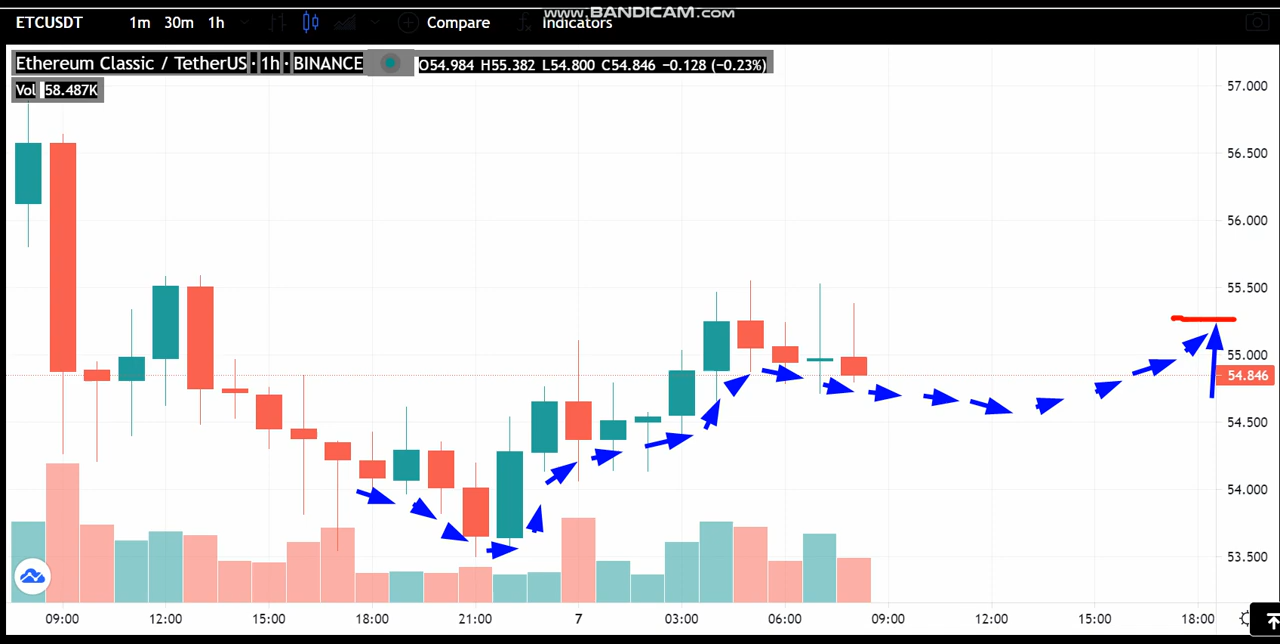 www.BANDICAM.com
ETCUSDT 1m 30m 1h Compare Indicators
Ethereum Classic / TetherUS · 1h · BINANCE O54.984 H55.382 L54.800 C54.846 −0.128 (−0.23%)
Vol 58.487K
57.000
56.500
56.000
55.500
55.000
54.846
54.500
54.000
53.500
09:00 12:00 15:00 18:00 21:00 7 03:00 06:00 09:00 12:00 15:00 18:00